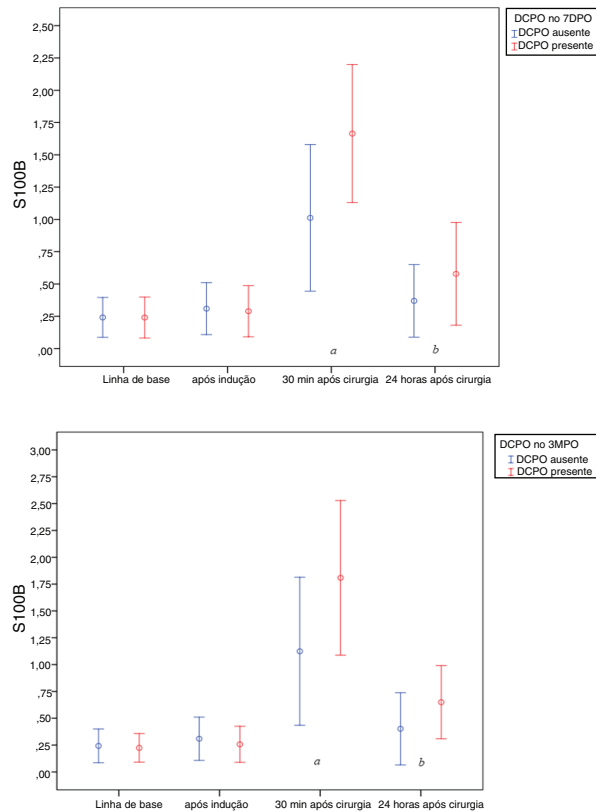 DCPO no 7DPO
DCPO ausente
DCPO presente
S100B
2,50
2,25
2,00
1,75
1,50
1,25
1,00
,75
,50
,25
,00
a
b
Linha de base
após indução
30 min após cirurgia
24 horas após cirurgia
DCPO no 3MPO
DCPO ausente
DCPO presente
S100B
3,00
2,75
2,50
2,25
2,00
1,75
1,50
1,25
1,00
,75
,50
,25
,00
a
b
Linha de base
após indução
30 min após cirurgia
24 horas após cirurgia